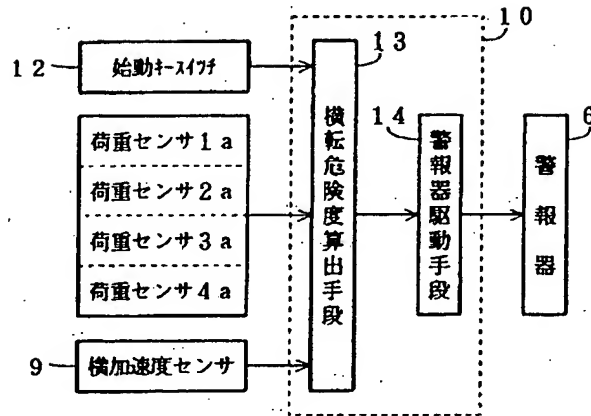 10
12
始動キースイッチ
13
荷重センサ1a
荷重センサ2a
荷重センサ3a
荷重センサ4a
横転危険度算出手段
14
警報器駆動手段
6
警報器
9
横加速度センサ